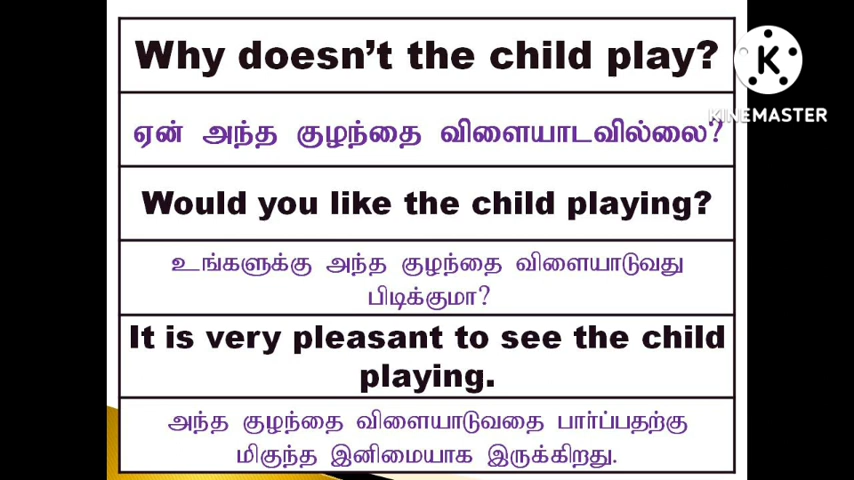 Why doesn't the child play?
ஏன் அந்த குழந்தை விளையாடவில்லை?
Would you like the child playing?
உங்களுக்கு அந்த குழந்தை விளையாடுவது
பிடிக்குமா?
It is very pleasant to see the child
playing.
அந்த குழந்தை விளையாடுவதை பார்ப்பதற்கு
மிகுந்த இனிமையாக இருக்கிறது.
K
KINEMASTER